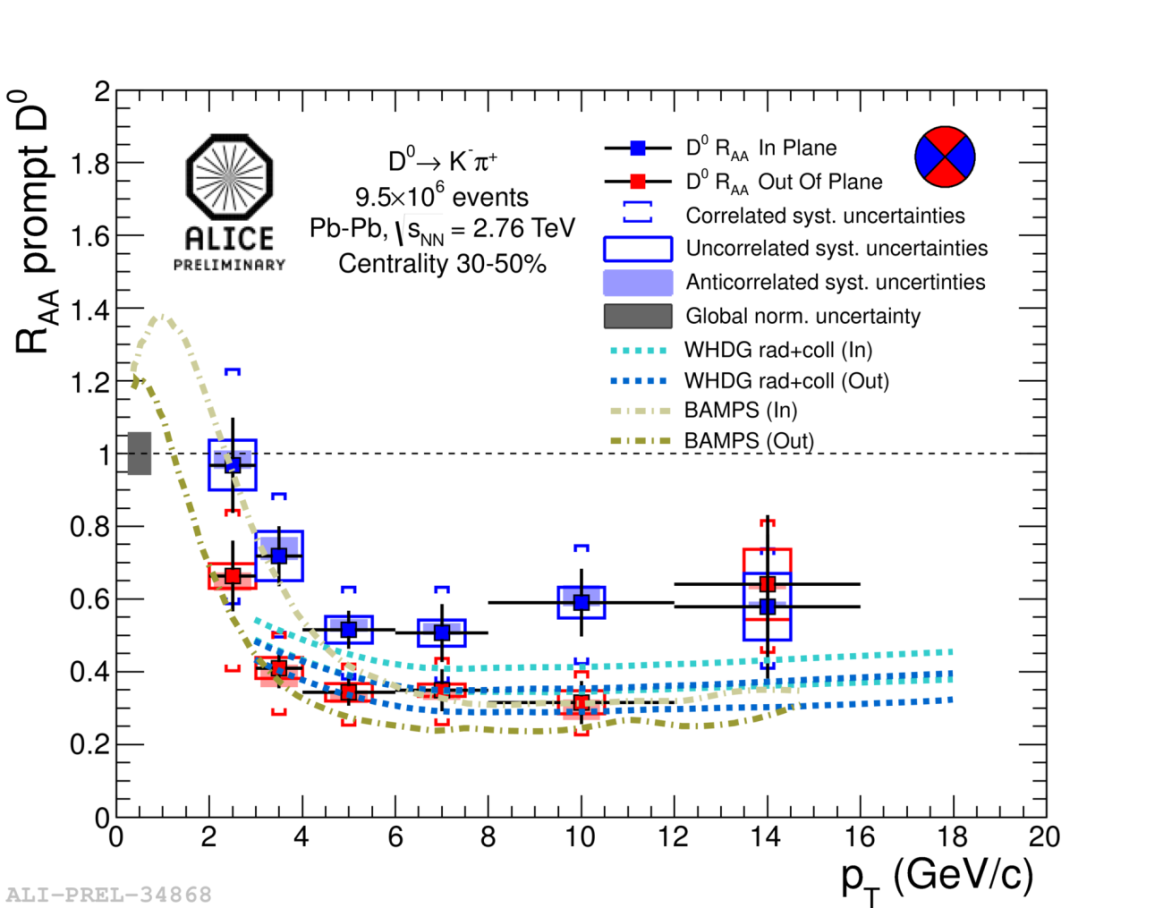 R_AA prompt D^0
2
1.8
1.6
1.4
1.2
1
0.8
0.6
0.4
0.2
0
ALICE
PRELIMINARY
D^0→ K^-π^+
9.5×10^6 events
Pb-Pb, √s_NN = 2.76 TeV
Centrality 30-50%
D^0 R_AA In Plane
D^0 R_AA Out Of Plane
Correlated syst. uncertainties
Uncorrelated syst. uncertainties
Anticorrelated syst. uncertinties
Global norm. uncertainty
WHDG rad+coll (In)
WHDG rad+coll (Out)
BAMPS (In)
BAMPS (Out)
0 2 4 6 8 10 12 14 16 18 20
p_T (GeV/c)
ALI-PREL-34868